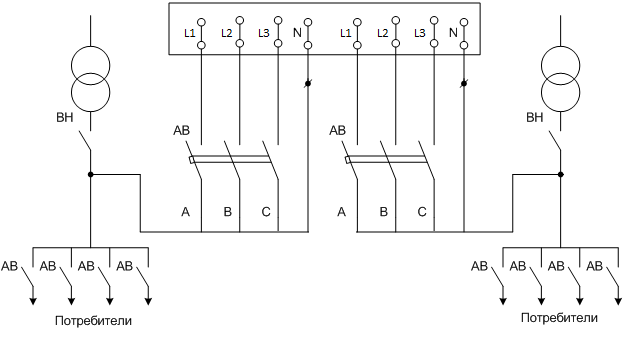 L1 L2 L3 N L1 L2 L3 N
ВН АВ АВ ВН
А В С А В С
АВ АВ АВ АВ АВ АВ АВ АВ
Потребители Потребители